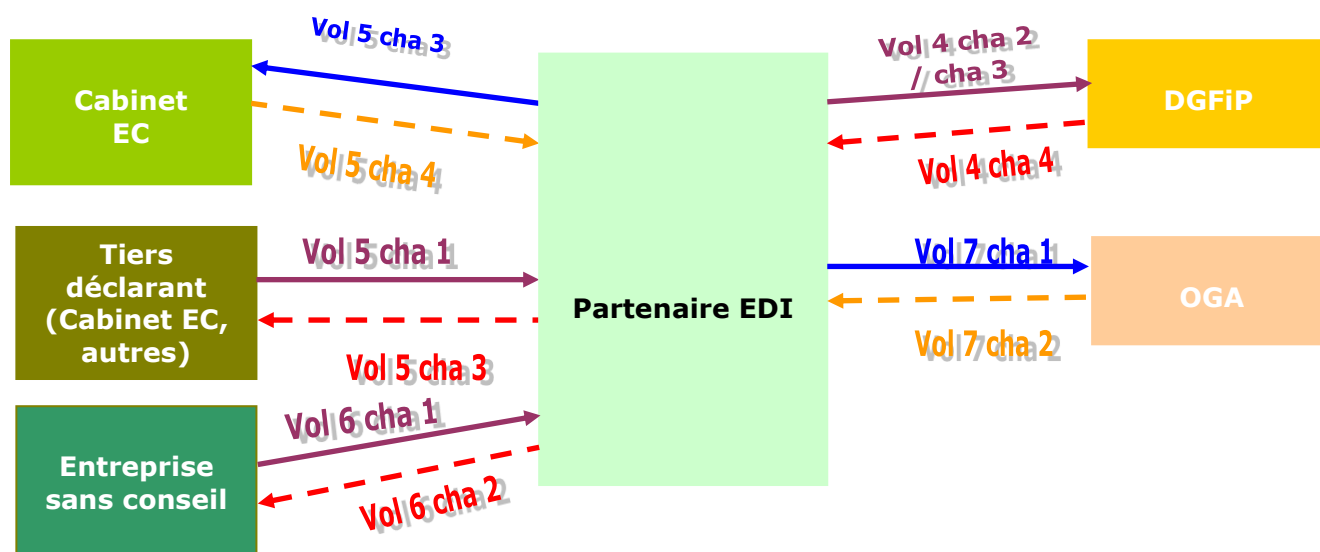 Vol 5 cha 3
Cabinet
EC
Vol 5 cha 4
Tiers
déclarant
(Cabinet EC,
autres)
Vol 5 cha 1
Vol 5 cha 3
Entreprise
sans conseil
Vol 6 cha 1
Vol 6 cha 2
Partenaire EDI
Vol 4 cha 2
/ cha 3
DGFiP
Vol 4 cha 4
Vol 7 cha 1
OGA
Vol 7 cha 2